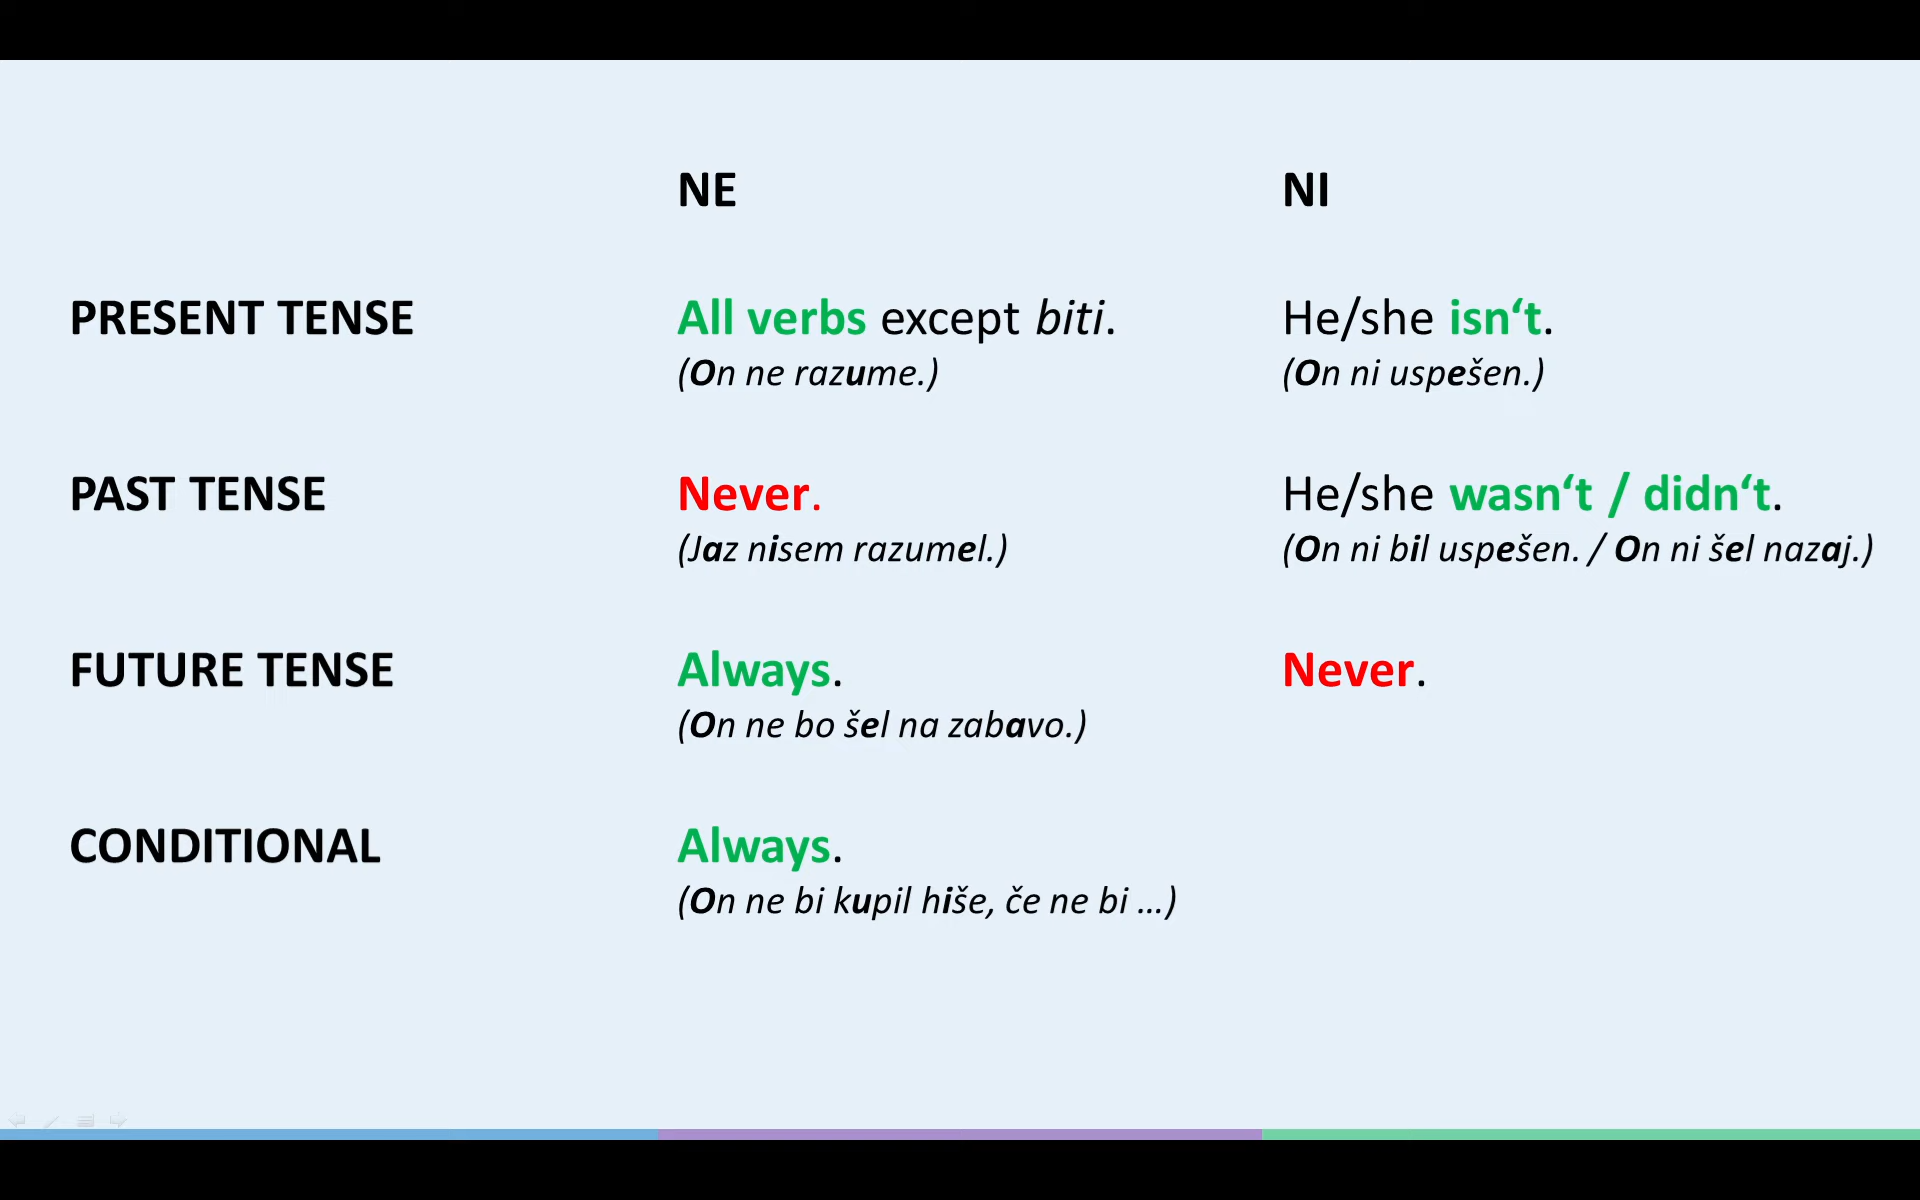 NE NI
PRESENT TENSE All verbs except biti. He/she isn‘t.
(On ne razume.) (On ni uspešen.)
PAST TENSE Never. He/she wasn‘t / didn‘t.
(Jaz nisem razumel.) (On ni bil uspešen. / On ni šel nazaj.)
FUTURE TENSE Always. Never.
(On ne bo šel na zabavo.)
CONDITIONAL Always.
(On ne bi kupil hiše, če ne bi ...)